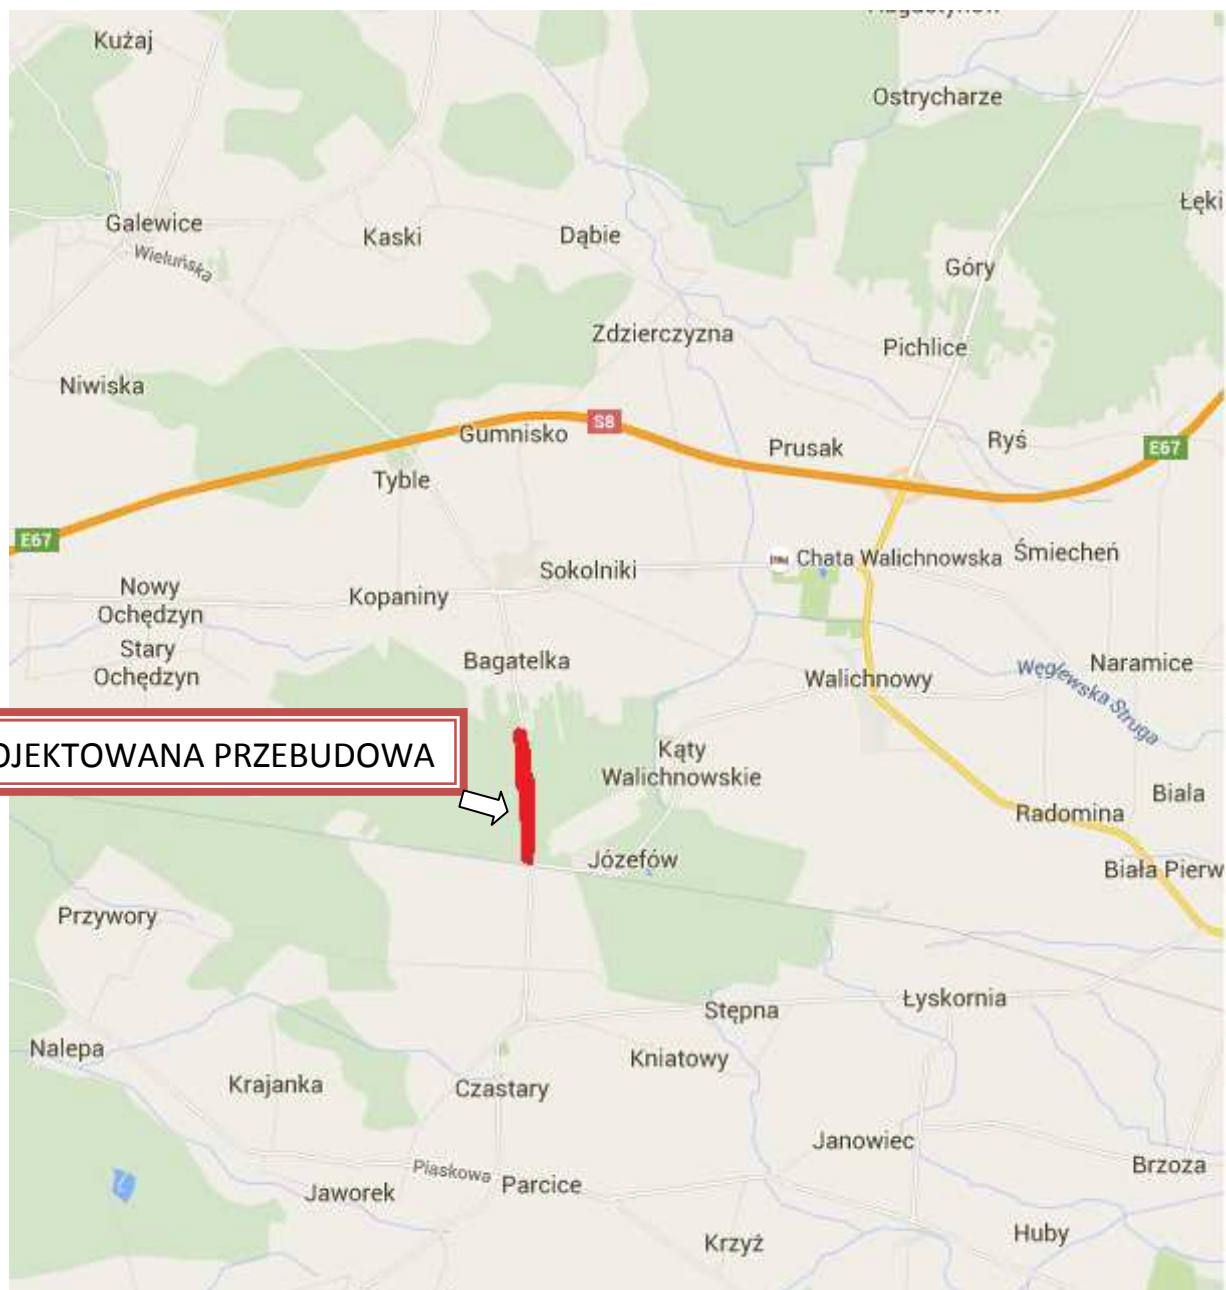 Kużaj
Ostrycharze
Łęki
Galewice
Kaski
Dąbie
Wieluńska
Góry
Zdzierczyzna
Pichlice
Niwiska
S8
Gumnisko
Prusak
Ryś
E67
Tyble
E67
Chata Walichnowska
Śmiecheń
Sokolniki
Nowy
Ochędzyn
Kopaniny
Stary
Ochędzyn
Bagatelka
Walichnowy
Węglewska Struga
Naramice
OJEKTOWANA PRZEBUDOWA
Kąty
Walichnowskie
Biala
Radomina
Józefów
Biała Pierw
Przywory
Stępna
Łyskornia
Nalepa
Krajanka
Czastary
Kniatowy
Janowiec
Brzoza
Piaskowa
Jaworek
Parcice
Krzyż
Huby